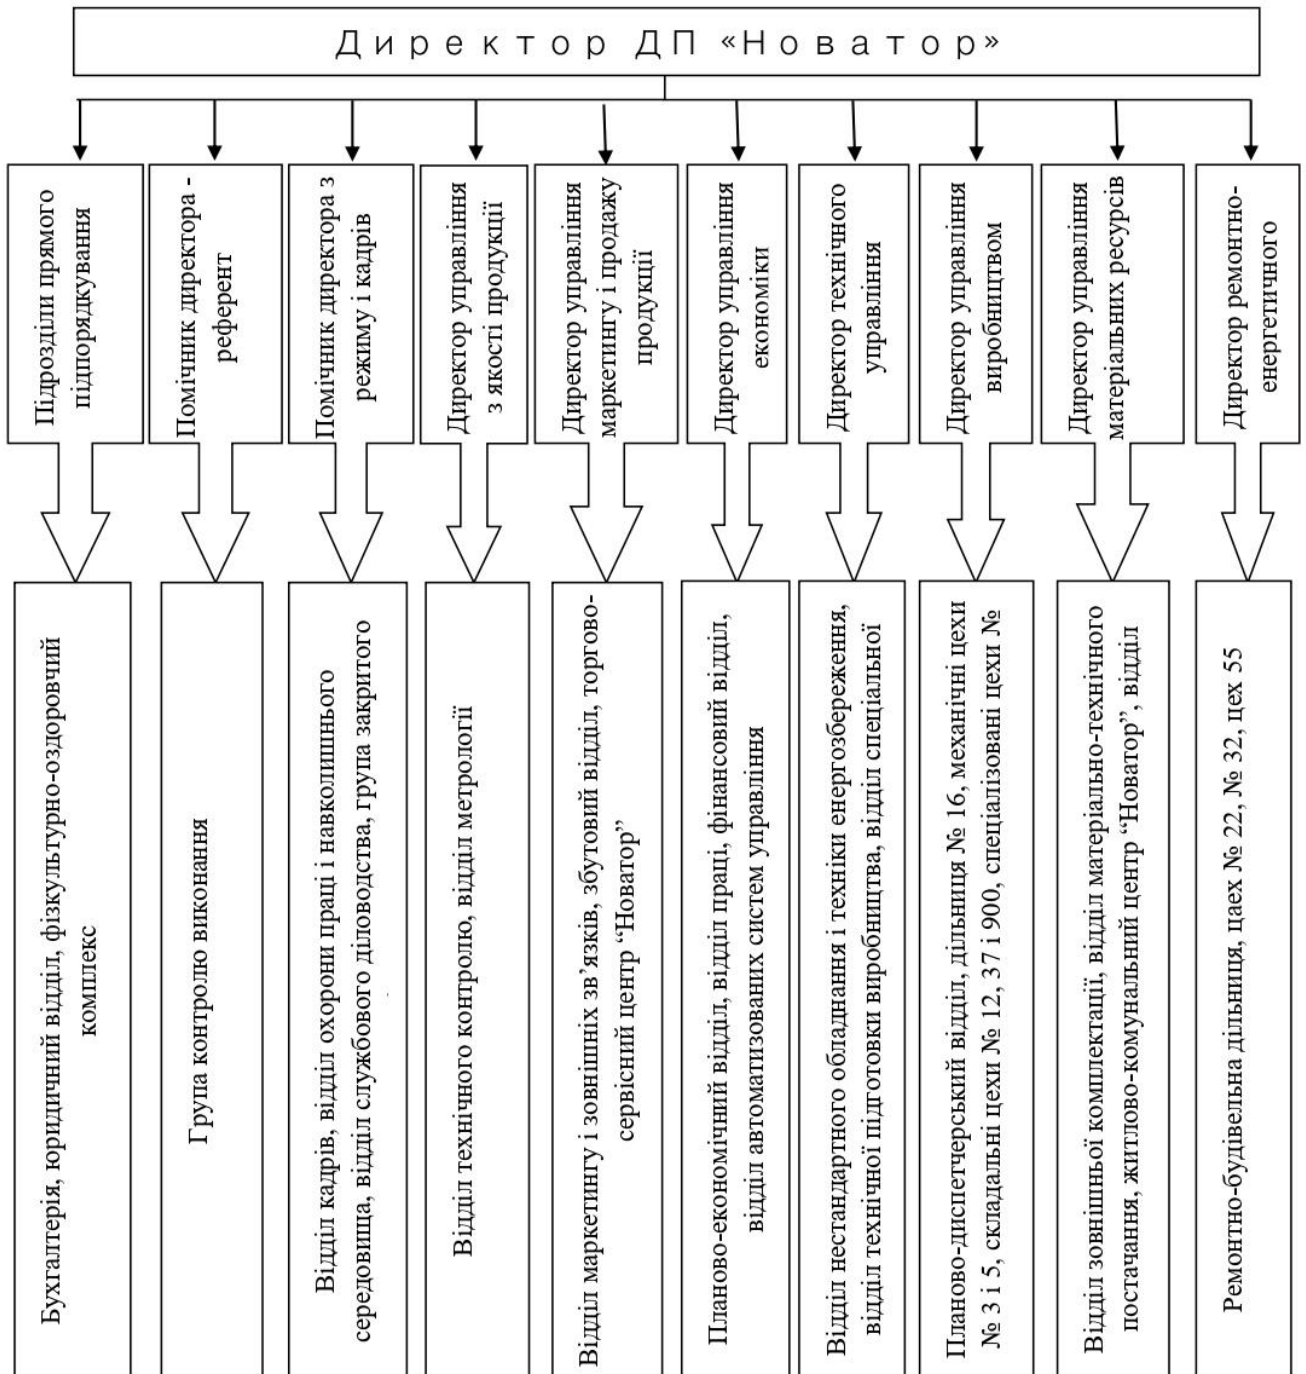 Директор ДП «Новатор»
Підрозділи прямого
підпорядкування
Помічник директора -
референт
Помічник директора з
режиму і кадрів
Директор управління
з якості продукції
Директор управління
маркетингу і продажу
продукції
Директор управління
економіки
Директор технічного
управління
Директор управління
виробництвом
Директор управління
матеріальних ресурсів
Директор ремонтно-
енергетичного
Бухгалтерія, юридичний відділ, фізкультурно-оздоровчий
комплекс
Група контролю виконання
Відділ кадрів, відділ охорони праці і навколишнього
середовища, відділ службового діловодства, група закритого
Відділ технічного контролю, відділ метрології
Відділ маркетингу і зовнішніх зв’язків, збутовий відділ, торгово-
сервісний центр “Новатор”
Планово-економічний відділ, відділ праці, фінансовий відділ,
відділ автоматизованих систем управління
Відділ нестандартного обладнання і техніки енергозбереження,
відділ технічної підготовки виробництва, відділ спеціальної
Планово-диспетчерський відділ, дільниця № 16, механічні цехи
№ 3 і 5, складальні цехи № 12, 37 і 900, спеціалізовані цехи №
Відділ зовнішньої комплектації, відділ матеріально-технічного
постачання, житлово-комунальний центр “Новатор”, відділ
Ремонтно-будівельна дільниця, цаех № 22, № 32, цех 55